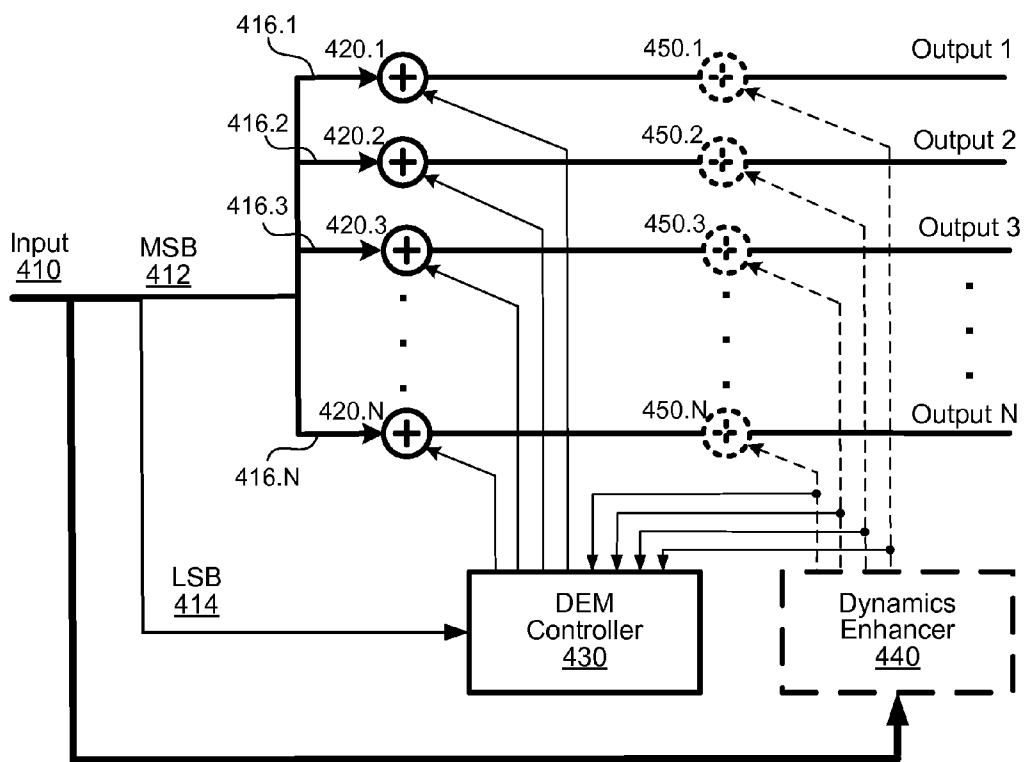 416.1
420.1
450.1
Output 1
416.2
420.2
450.2
Output 2
416.3
420.3
450.3
Output 3
Input
410
MSB
412
420.N
450.N
Output N
416.N
LSB
414
DEM
Controller
430
Dynamics
Enhancer
440